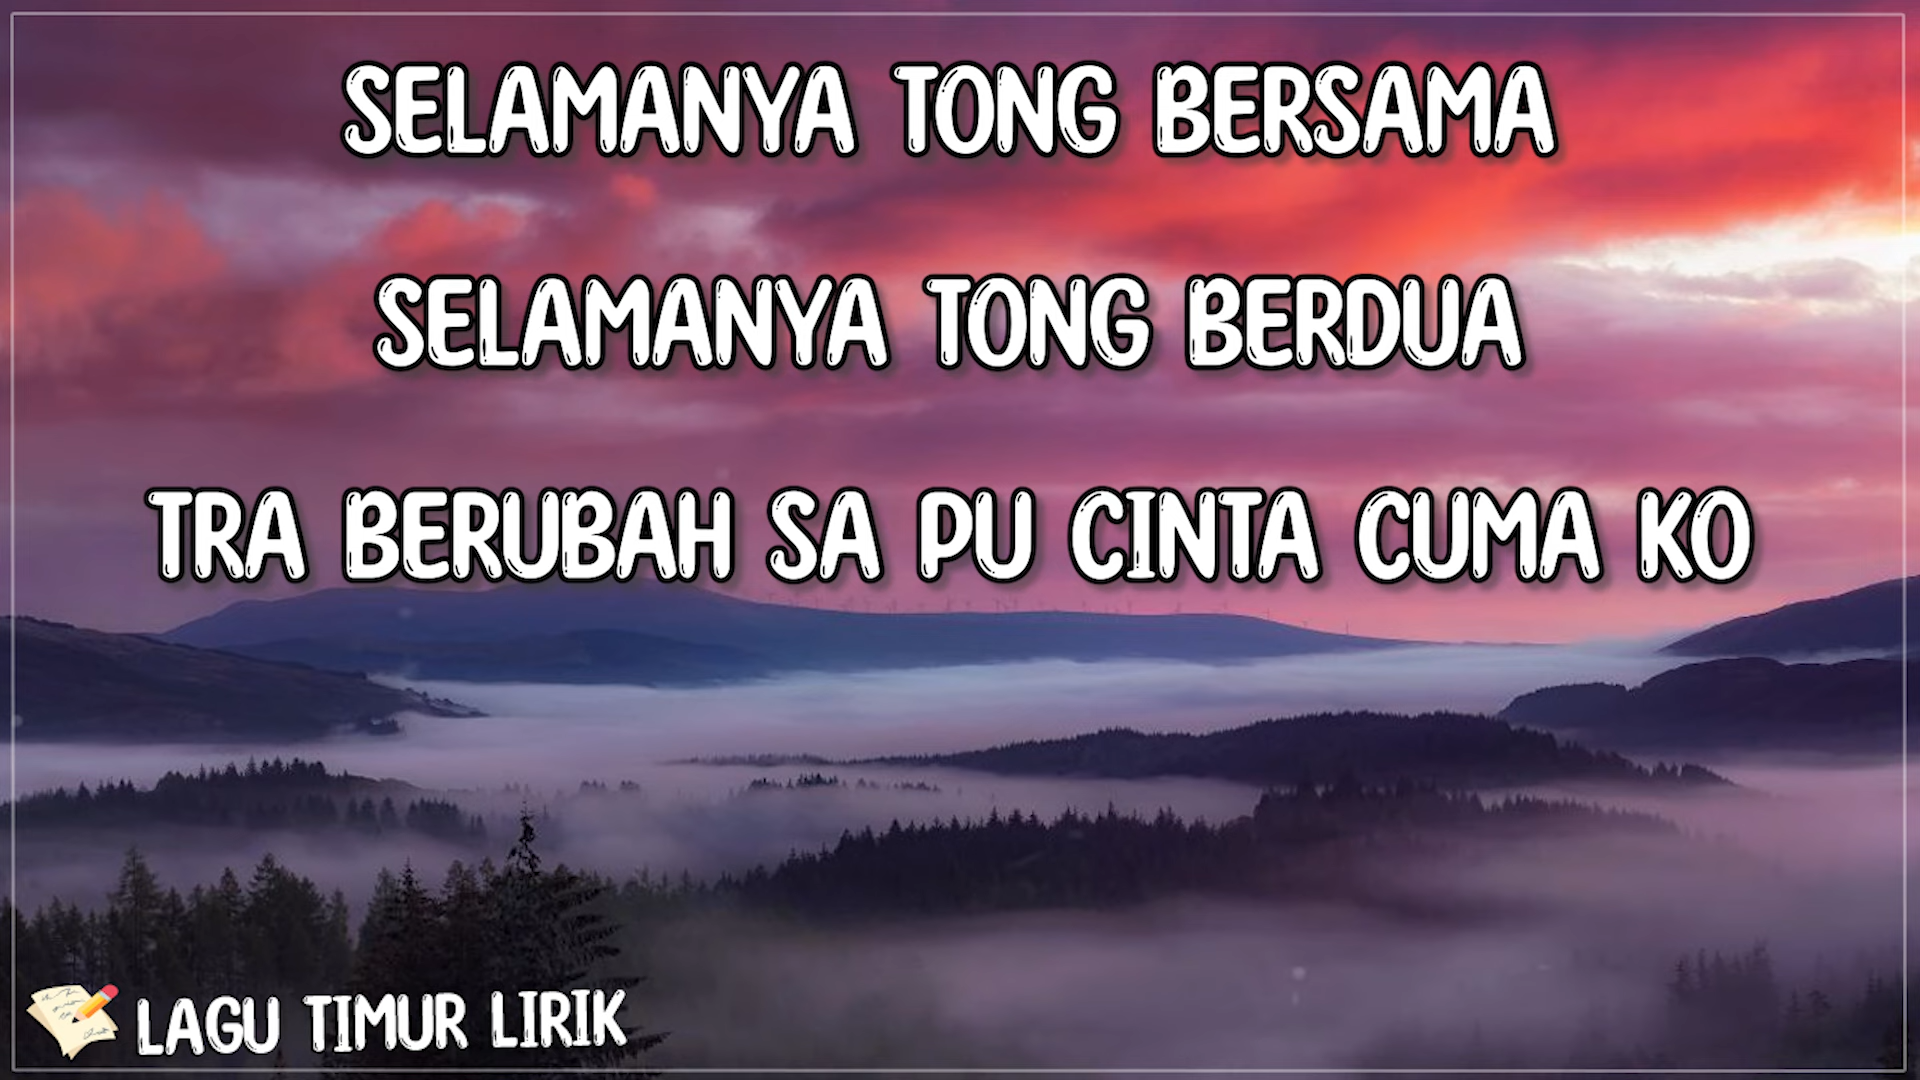 SELAMANYA TONG BERSAMA
SELAMANYA TONG BERDUA
TRA BERUBAH SA PU CINTA CUMA KO
LAGU TIMUR LIRIK